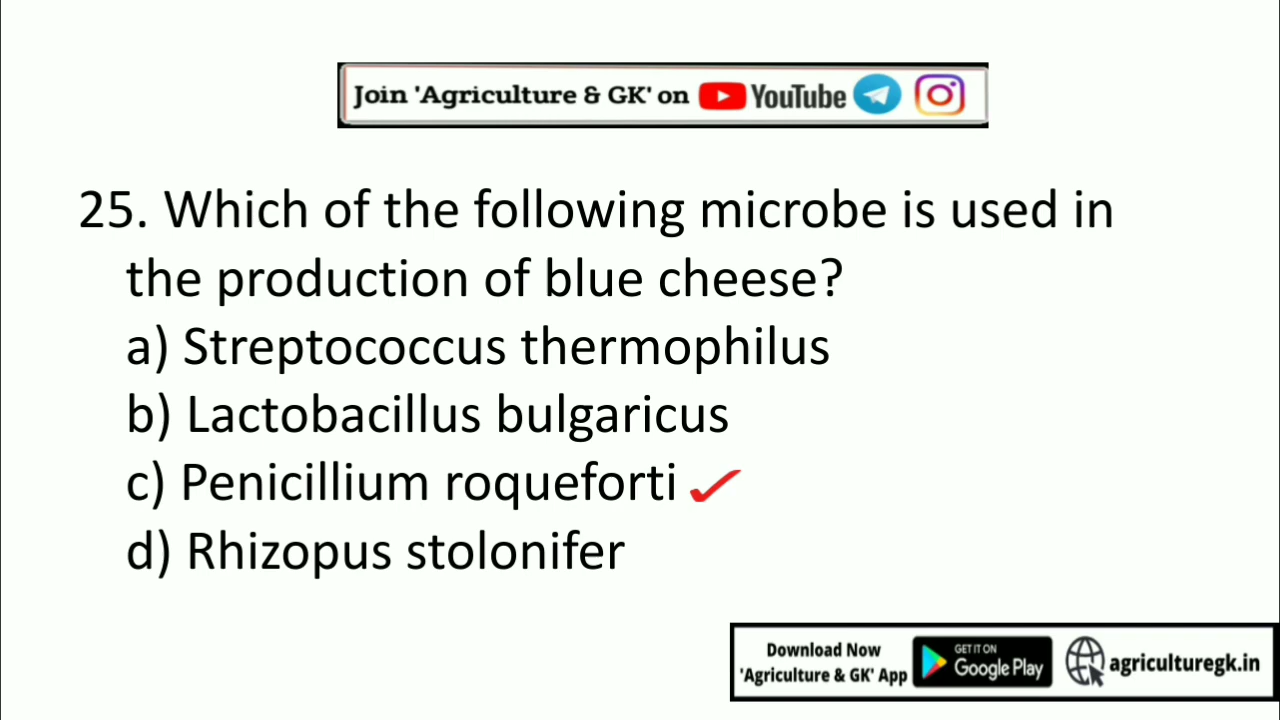 Join 'Agriculture & GK' on YouTube
25. Which of the following microbe is used in
the production of blue cheese?
a) Streptococcus thermophilus
b) Lactobacillus bulgaricus
c) Penicillium roqueforti
d) Rhizopus stolonifer
Download Now
'Agriculture & GK' App
GET IT ON
Google Play
agriculturegk.in